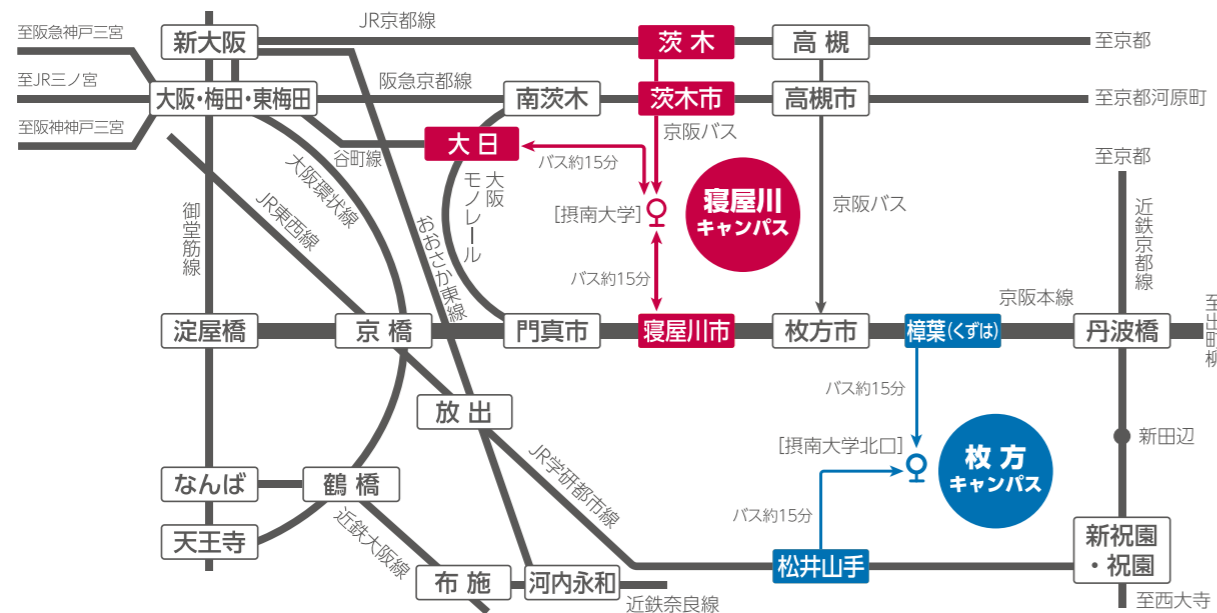 至阪急神戸三宮
JR京都線
新大阪
茨木
高槻
至京都
至JR三ノ宮
大阪・梅田・東梅田
阪急京都線
南茨木
茨木市
高槻市
至京都河原町
至阪神神戸三宮
谷町線
大日
バス約15分
京阪バス
大阪
モノレール
大阪環状線
JR東西線
御堂筋線
おおさか東線
[摂南大学]
寝屋川
キャンパス
京阪バス
至京都
近鉄京都線
バス約15分
京阪本線
至出町柳
淀屋橋
京橋
門真市
寝屋川市
枚方市
樟葉(くずは)
丹波橋
バス約15分
放出
JR学研都市線
[摂南大学北口]
枚方
キャンパス
新田辺
なんば
鶴橋
バス約15分
天王寺
近鉄大阪線
布施
河内永和
近鉄奈良線
松井山手
新祝園
・祝園
至西大寺